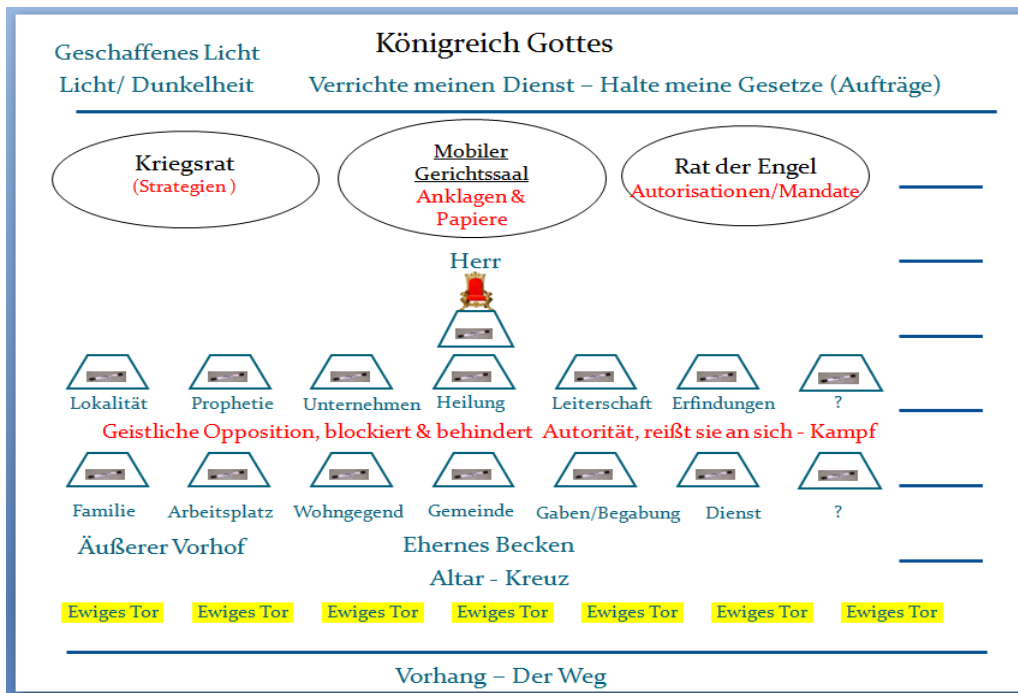 Geschaffenes Licht
Königreich Gottes
Licht/ Dunkelheit
Verrichte meinen Dienst – Halte meine Gesetze (Aufträge)
Kriegsrat
(Strategien )
Mobiler
Gerichtssaal
Anklagen &
Papiere
Rat der Engel
Autorisationen/Mandate
Herr
Lokalität
Prophetie
Unternehmen
Heilung
Leiterschaft
Erfindungen
?
Geistliche Opposition, blockiert & behindert Autorität, reißt sie an sich - Kampf
Familie
Arbeitsplatz
Wohngegend
Gemeinde
Gaben/Begabung
Dienst
?
Äußerer Vorhof
Ehernes Becken
Altar - Kreuz
Ewiges Tor
Ewiges Tor
Ewiges Tor
Ewiges Tor
Ewiges Tor
Ewiges Tor
Ewiges Tor
Vorhang – Der Weg